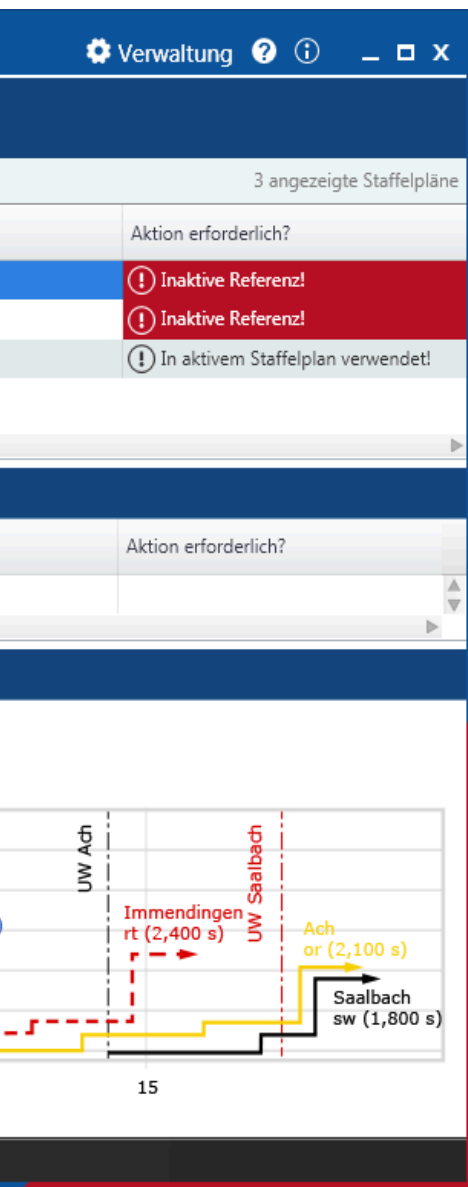 Verwaltung
3 angezeigte Staffelpläne
Aktion erforderlich?
Inaktive Referenz!
Inaktive Referenz!
In aktivem Staffelplan verwendet!
Aktion erforderlich?
UW Ach
UW Saalbach
Immendingen
rt (2,400 s)
Ach
or (2,100 s)
Saalbach
sw (1,800 s)
15